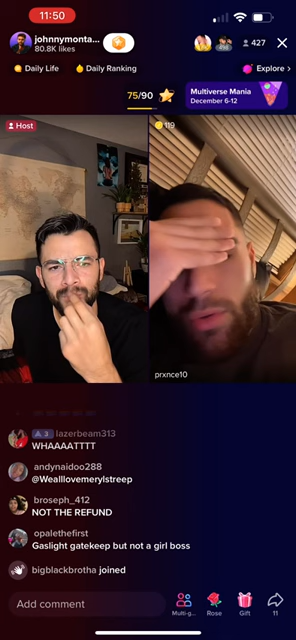 11:50
johnnymonta...
80.8K likes
498
427
Daily Life
Daily Ranking
Explore >
75/90
Multiverse Mania
December 6-12
Host
119
prxnce10
3 lazerbeam313
WHAAAATTTT
andynaidoo288
@Wealllovemerylstreep
broseph_412
NOT THE REFUND
opalethefirst
Gaslight gatekeep but not a girl boss
bigblackbrotha joined
Add comment
Multi-g...
Rose
Gift
11